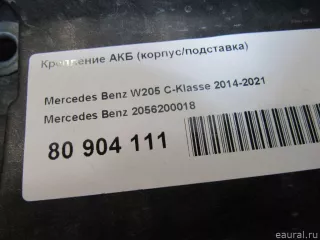 Крепление АКБ (корпус/подставка)
Mercedes Benz W205 C-Klasse 2014-2021
Mercedes Benz 2056200018
80 904 111
eaural.ru